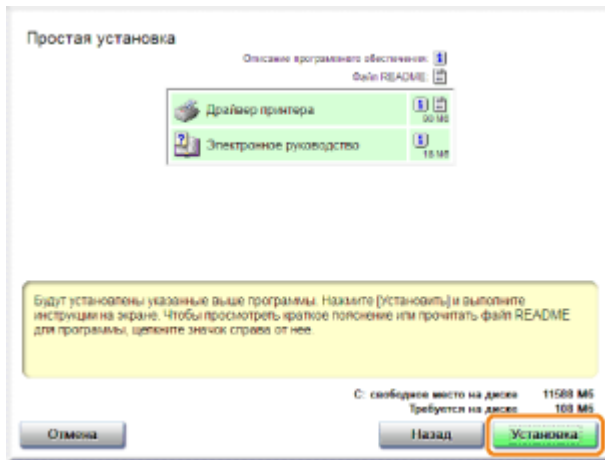 Простая установка
Описание программного обеспечения:
Файл README:
Драйвер принтера
90 Мб
Электронное руководство
18 Мб
Будут установлены указанные выше программы. Нажмите [Установить] и выполните
инструкции на экране. Чтобы просмотреть краткое пояснение или прочитать файл README
для программы, щелкните значок справа от нее.
C: свободное место на диске 11588 Мб
Требуется на диске 108 Мб
Отмена
Назад
Установка